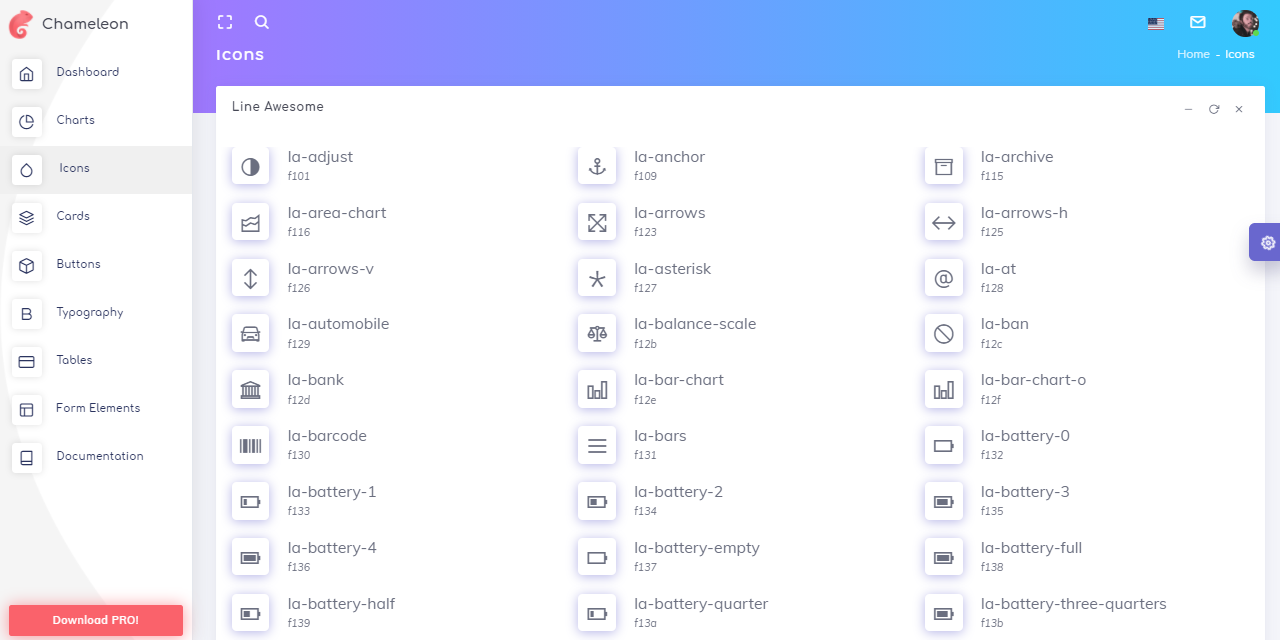 Chameleon
Dashboard
Charts
Icons
Cards
Buttons
Typography
Tables
Form Elements
Documentation
Download PRO!
Icons
Home - Icons
Line Awesome
la-adjust
f101
la-anchor
f109
la-archive
f115
la-area-chart
f116
la-arrows
f123
la-arrows-h
f125
la-arrows-v
f126
la-asterisk
f127
la-at
f128
la-automobile
f129
la-balance-scale
f12b
la-ban
f12c
la-bank
f12d
la-bar-chart
f12e
la-bar-chart-o
f12f
la-barcode
f130
la-bars
f131
la-battery-0
f132
la-battery-1
f133
la-battery-2
f134
la-battery-3
f135
la-battery-4
f136
la-battery-empty
f137
la-battery-full
f138
la-battery-half
f139
la-battery-quarter
f13a
la-battery-three-quarters
f13b